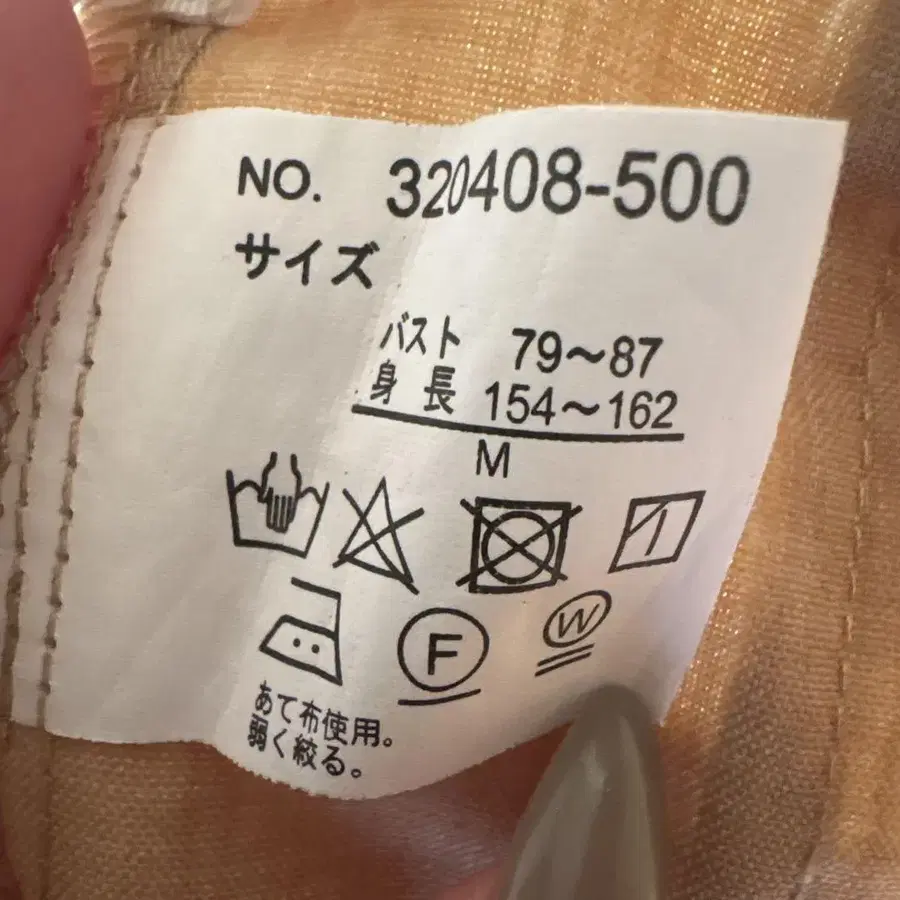 NO. 320408-500
サイズ
バスト 79～87
身長 154～162
M
F
W
あて布使用。
弱く絞る。